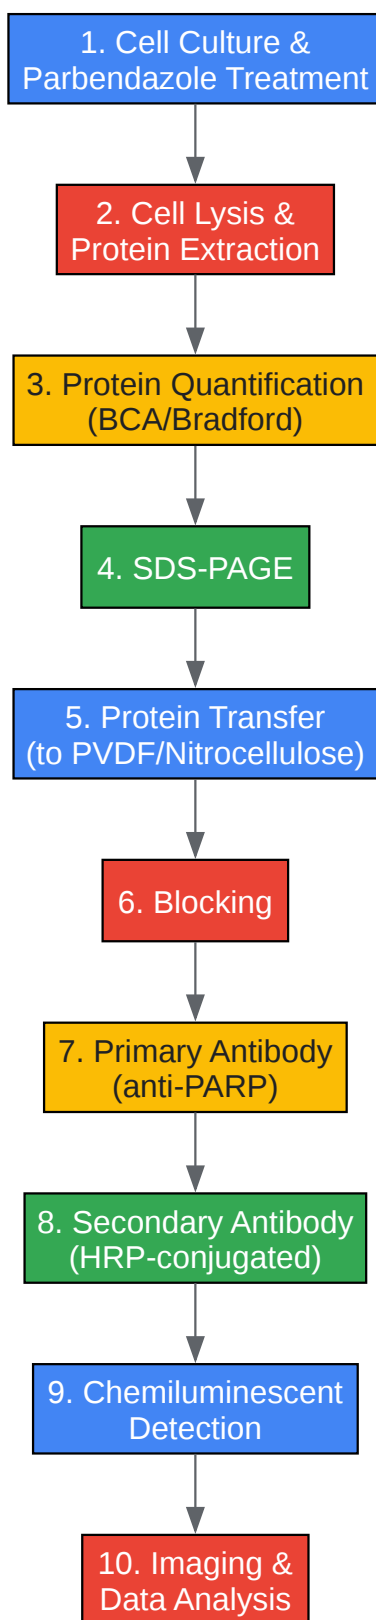 1. Cell Culture &
Parbendazole Treatment
2. Cell Lysis &
Protein Extraction
3. Protein Quantification
(BCA/Bradford)
4. SDS-PAGE
5. Protein Transfer
(to PVDF/Nitrocellulose)
6. Blocking
7. Primary Antibody
(anti-PARP)
8. Secondary Antibody
(HRP-conjugated)
9. Chemiluminescent
Detection
10. Imaging &
Data Analysis